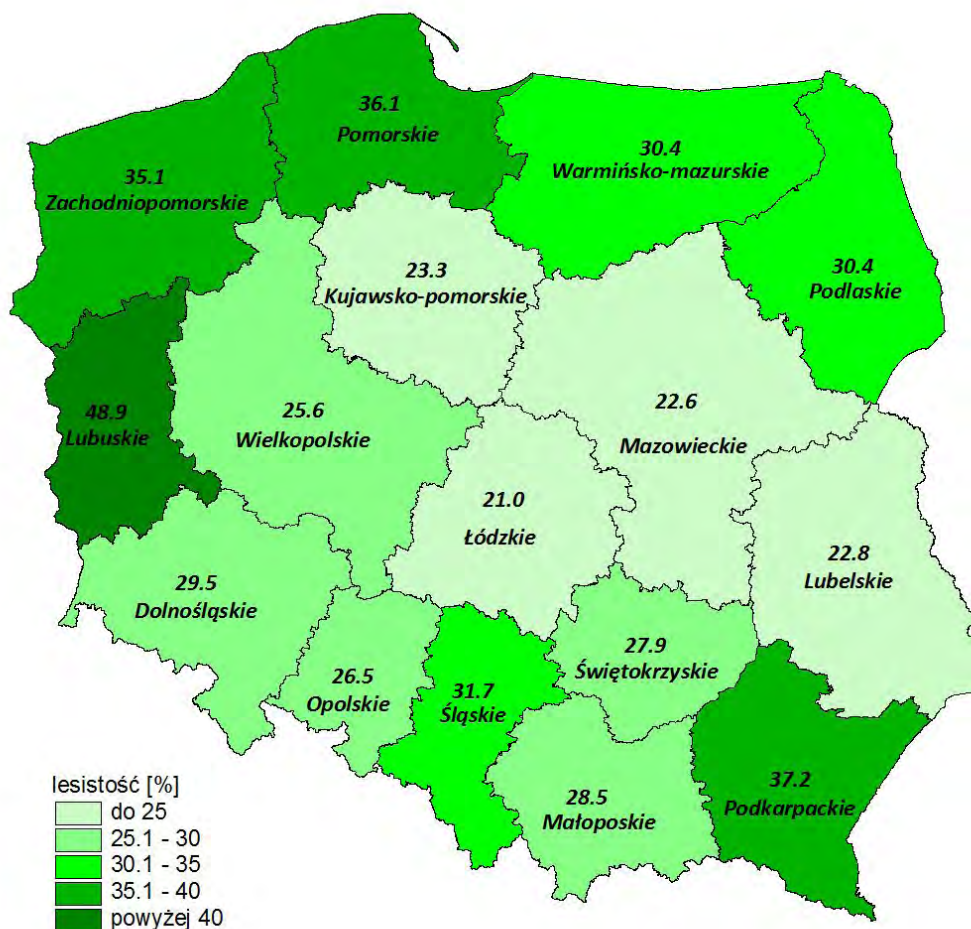 36.1
Pomorskie
35.1
Zachodniopomorskie
30.4
Warmińsko-mazurskie
30.4
Podlaskie
23.3
Kujawsko-pomorskie
48.9
Lubuskie
25.6
Wielkopolskie
22.6
Mazowieckie
21.0
Łódzkie
22.8
Lubelskie
29.5
Dolnośląskie
26.5
Opolskie
31.7
Śląskie
27.9
Świętokrzyskie
28.5
Małoposkie
37.2
Podkarpackie
lesistość [%]
do 25
25.1 - 30
30.1 - 35
35.1 - 40
powyżej 40